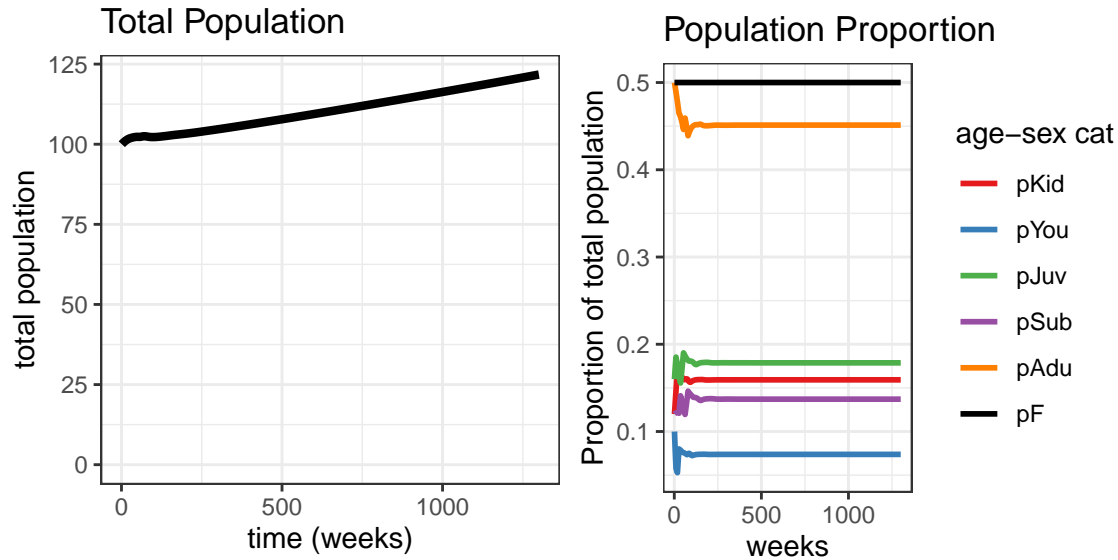 Total Population
total population
125
100
75
50
25
0
0
500
1000
time (weeks)
Population Proportion
Proportion of total population
0.5
0.4
0.3
0.2
0.1
0
500
1000
weeks
age−sex cat
pKid
pYou
pJuv
pSub
pAdu
pF